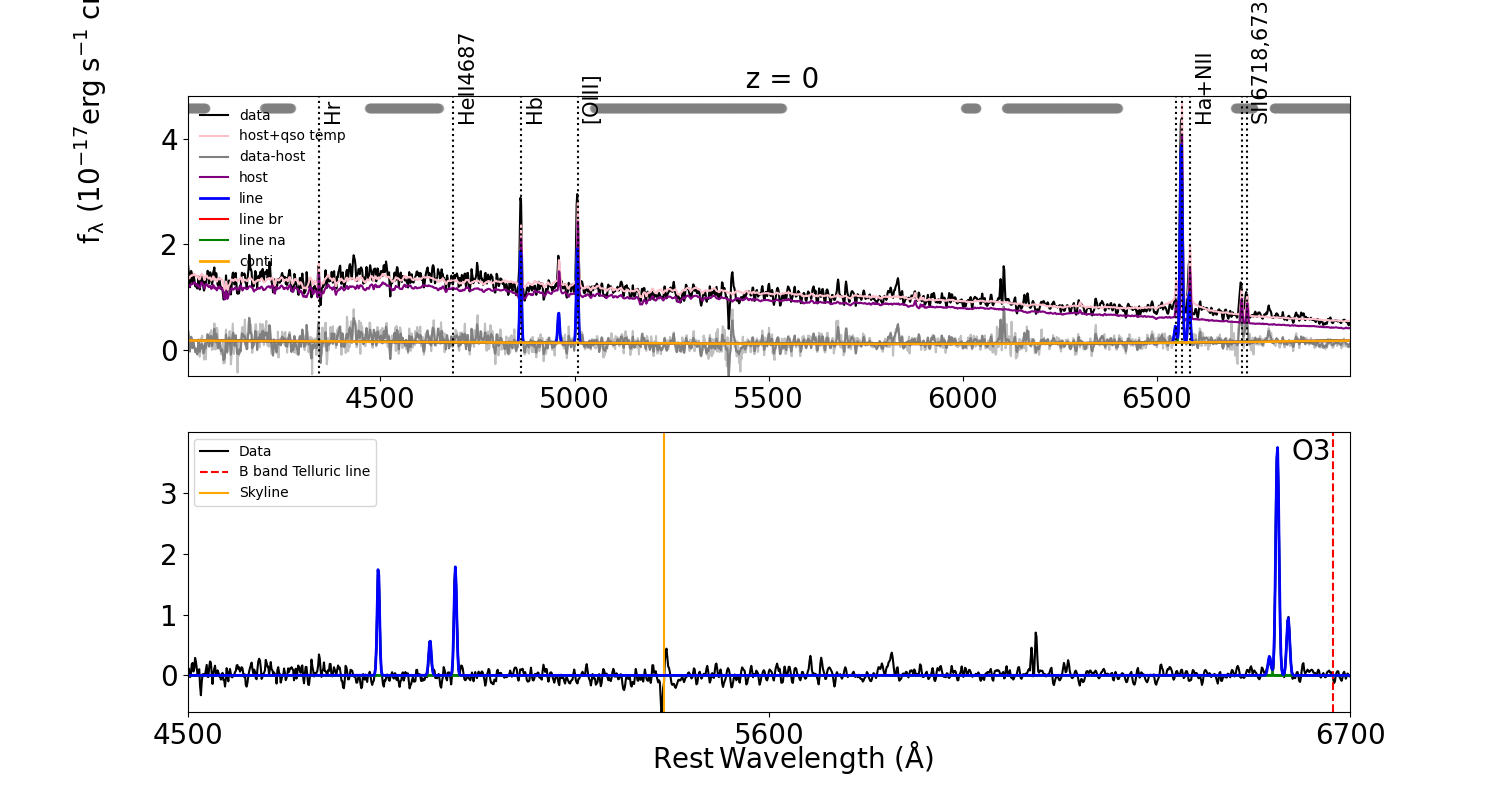 z = 0
f_λ (10^−17 erg s^−1 c
Hr
HeII4687
Hb
[OIII]
Ha+NII
SII6718,673
data
host+qso temp
data-host
host
line
line br
line na
conti
4
2
0
4500
5000
5500
6000
6500
Data
B band Telluric line
Skyline
O3
3
2
1
0
4500
5600
6700
Rest Wavelength (Å)